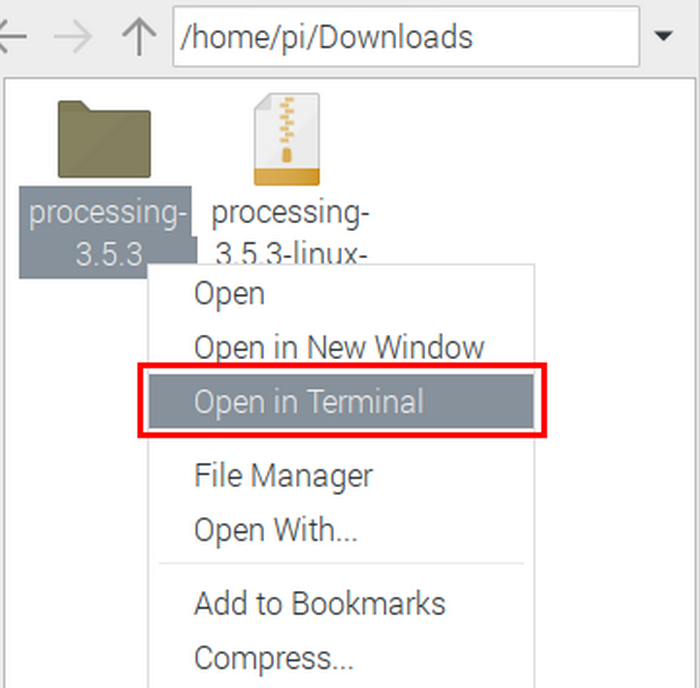 /home/pi/Downloads
processing-
3.5.3
processing-
3.5.3-linux-
Open
Open in New Window
Open in Terminal
File Manager
Open With...
Add to Bookmarks
Compress...